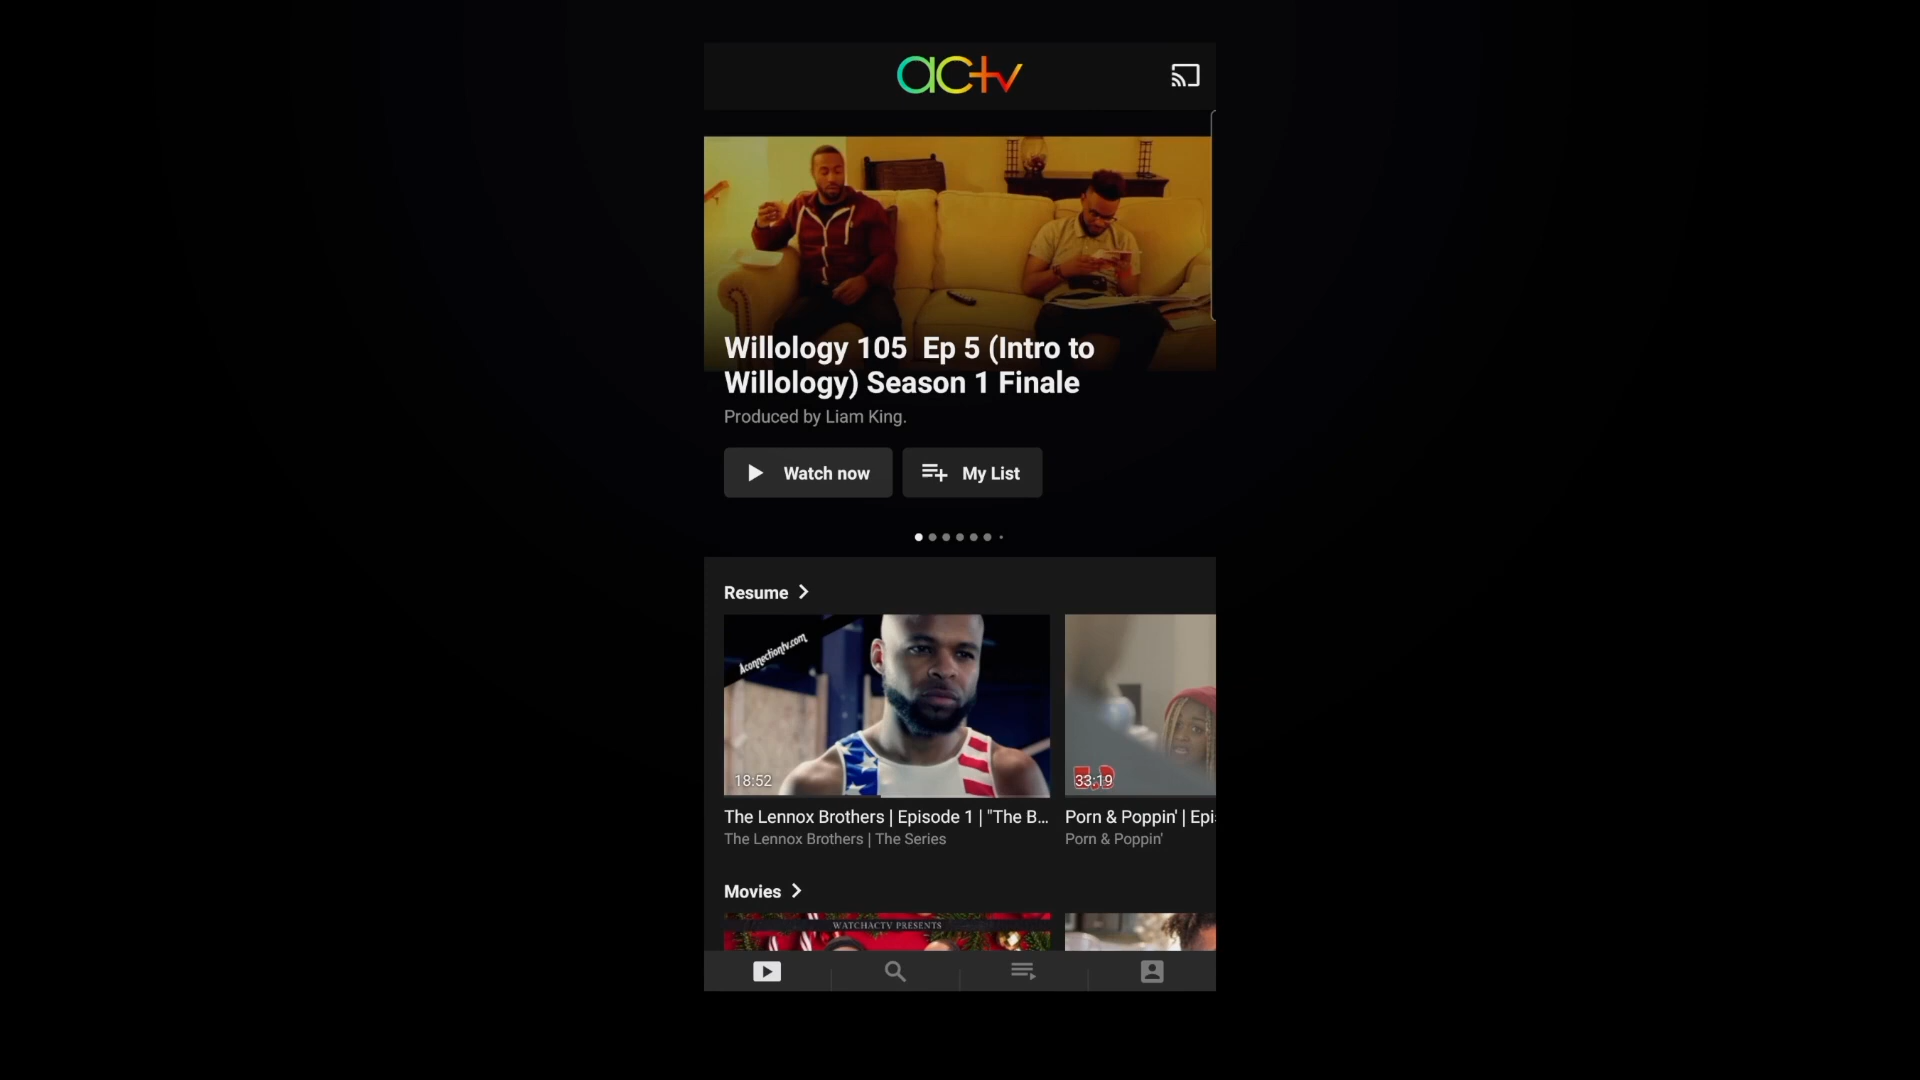 actv
Willology 105  Ep 5 (Intro to
Willology) Season 1 Finale
Produced by Liam King.
Watch now
My List
Resume
Aconnectiontv.com
18:52
33:19
The Lennox Brothers | Episode 1 | "The B...
Porn & Poppin' | Epi
The Lennox Brothers | The Series
Porn & Poppin'
Movies
WATCHACTV PRESENTS